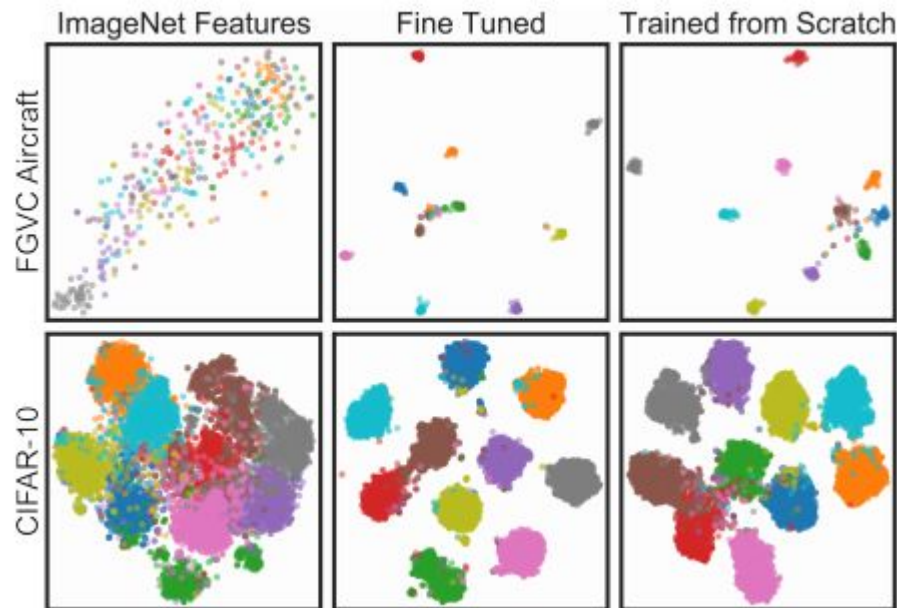 ImageNet Features
Fine Tuned
Trained from Scratch
FGVC Aircraft
CIFAR-10